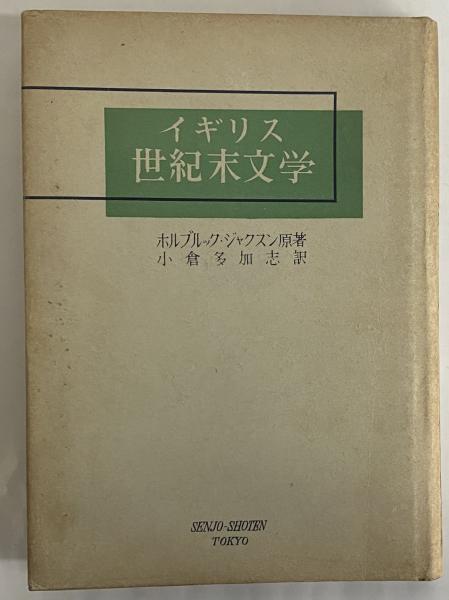 イギリス
世紀末文学
ホルブルック・ジャクスン原著
小倉多加志訳
SENJO-SHOTEN
TOKYO